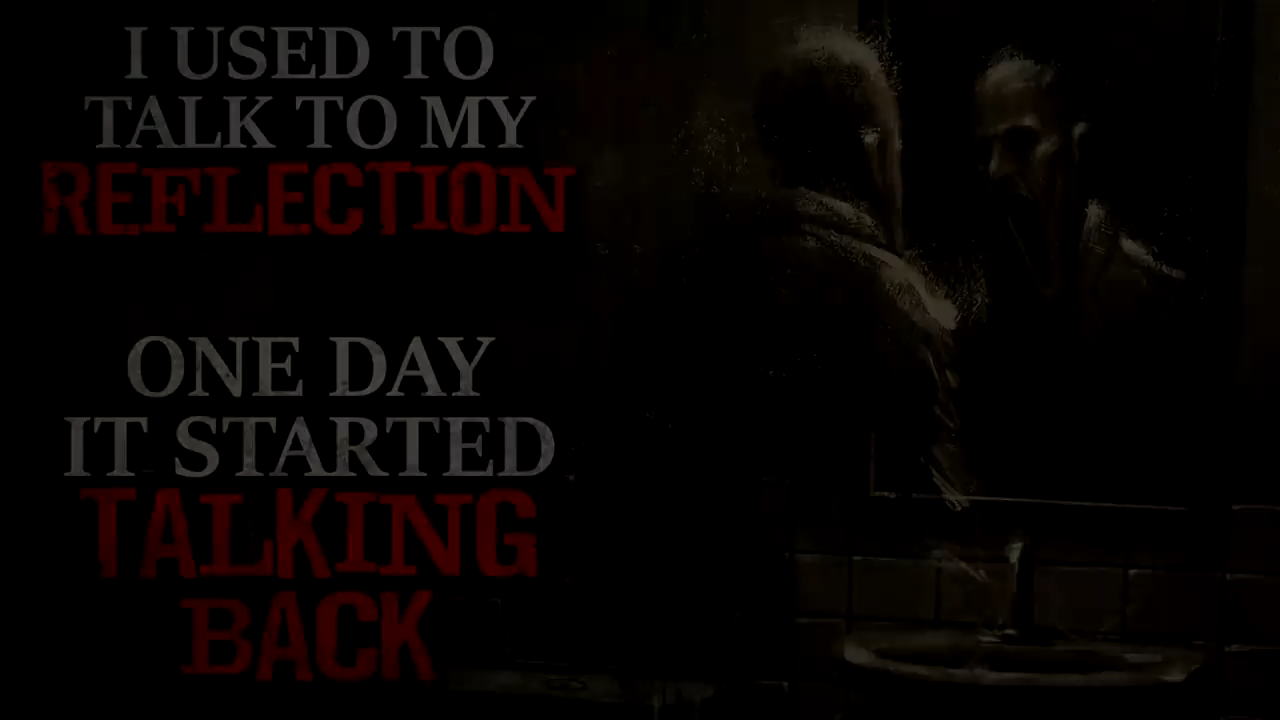 I USED TO
TALK TO MY
REFLECTION
ONE DAY
IT STARTED
TALKING
BACK